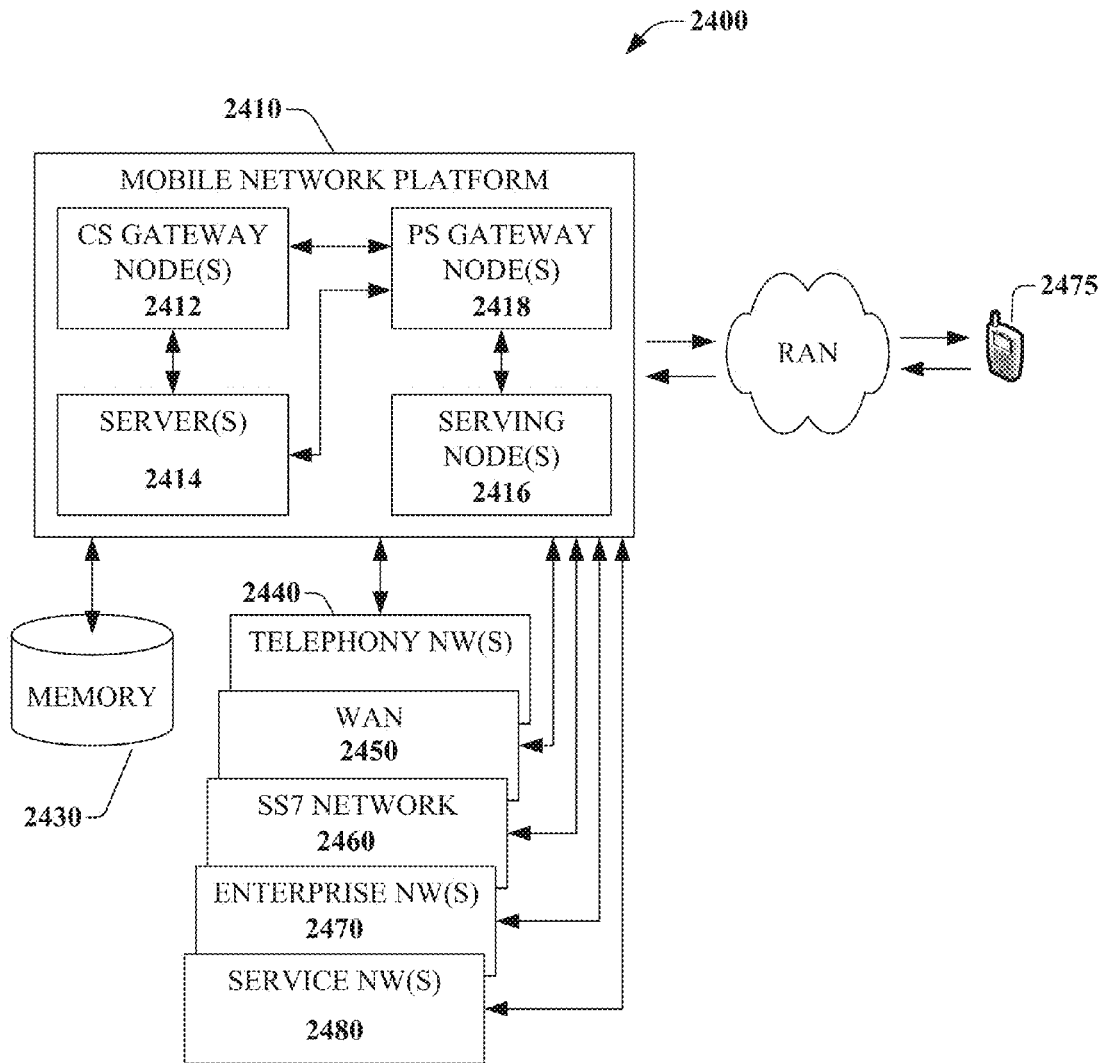 2400
2410
MOBILE NETWORK PLATFORM
CS GATEWAY
NODE(S)
2412
PS GATEWAY
NODE(S)
2418
2475
RAN
SERVER(S)
2414
SERVING
NODE(S)
2416
2440
TELEPHONY NW(S)
MEMORY
WAN
2450
2430
SS7 NETWORK
2460
ENTERPRISE NW(S)
2470
SERVICE NW(S)
2480